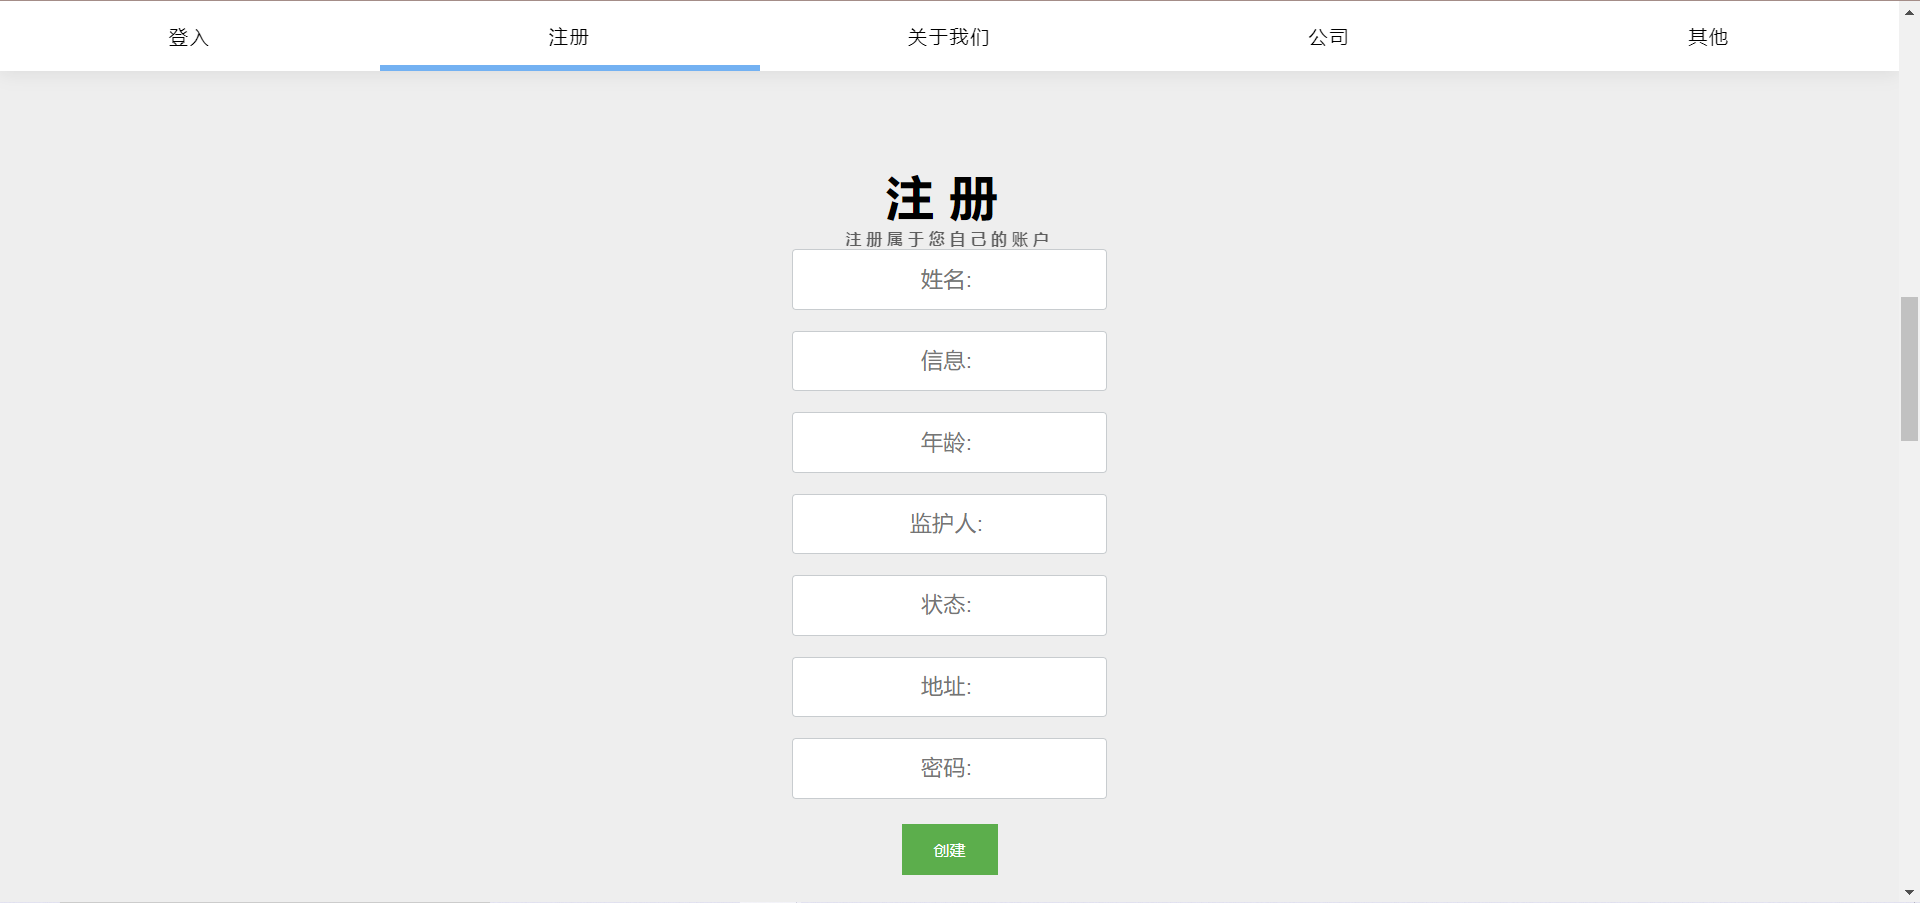 登入 注册 关于我们 公司 其他
注册
注册属于您自己的账户
姓名:
信息:
年龄:
监护人:
状态:
地址:
密码:
创建